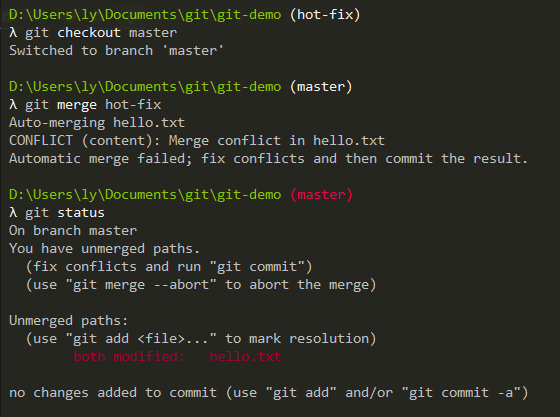 D:\Users\ly\Documents\git\git-demo (hot-fix)
λ git checkout master
Switched to branch 'master'
D:\Users\ly\Documents\git\git-demo (master)
λ git merge hot-fix
Auto-merging hello.txt
CONFLICT (content): Merge conflict in hello.txt
Automatic merge failed; fix conflicts and then commit the result.
D:\Users\ly\Documents\git\git-demo (master)
λ git status
On branch master
You have unmerged paths.
  (fix conflicts and run "git commit")
  (use "git merge --abort" to abort the merge)
Unmerged paths:
  (use "git add <file>..." to mark resolution)
        both modified:   hello.txt
no changes added to commit (use "git add" and/or "git commit -a")